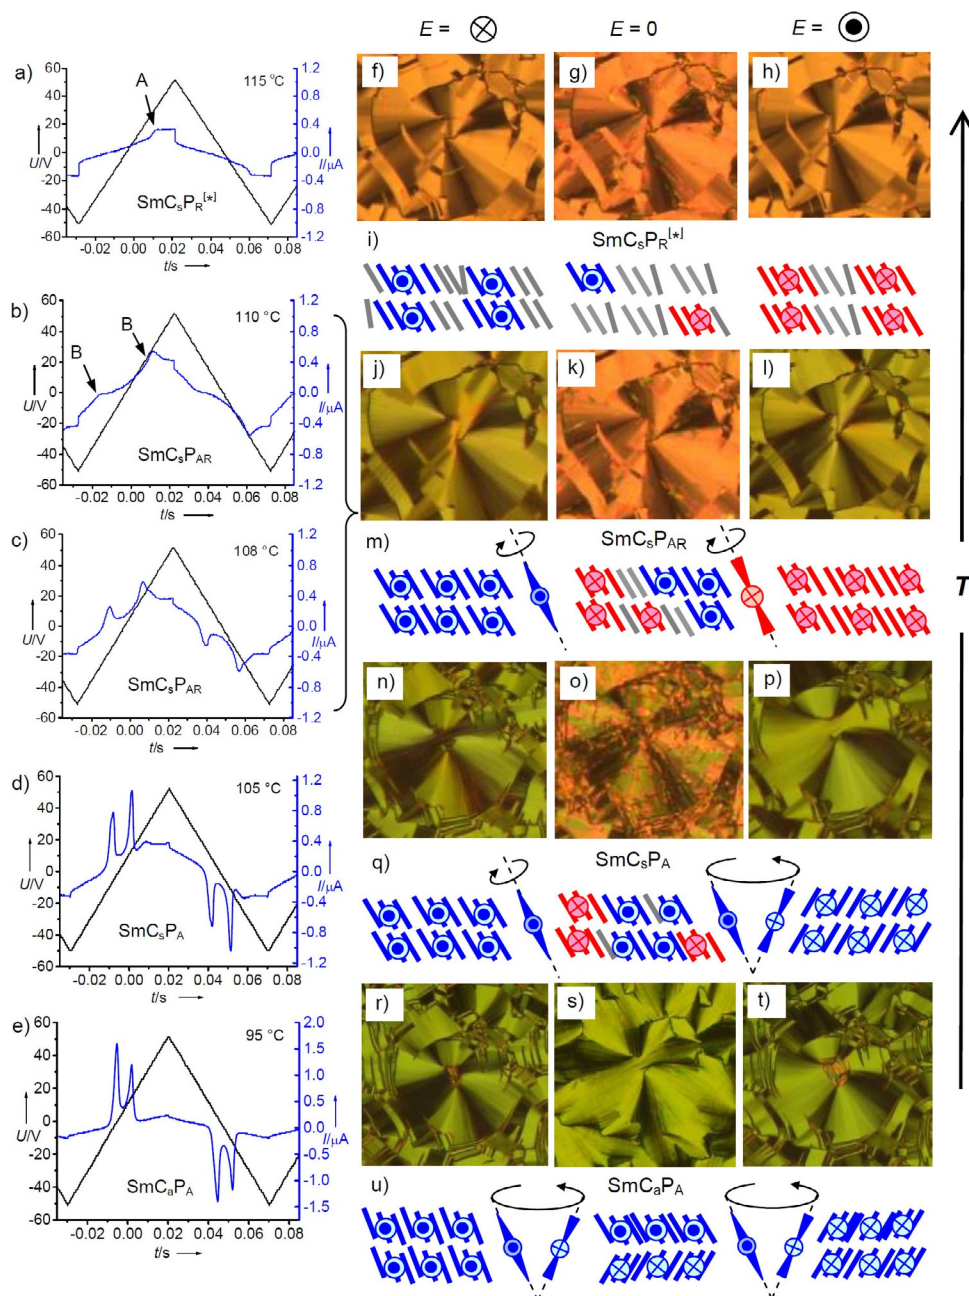 E = ⊗
E = 0
E = ⊙
a)
60
40
20
0
-20
-40
-60
U/V
A
115 °C
SmCsPR[*]
1.2
0.8
0.4
0.0
-0.4
-0.8
-1.2
I/μA
-0.02 0.00 0.02 0.04 0.06 0.08
t/s
b)
60
40
20
0
-20
-40
-60
U/V
B
B
110 °C
SmCsPAR
1.2
0.8
0.4
0.0
-0.4
-0.8
-1.2
I/μA
-0.02 0.00 0.02 0.04 0.06 0.08
t/s
c)
60
40
20
0
-20
-40
-60
U/V
108 °C
SmCsPAR
1.2
0.8
0.4
0.0
-0.4
-0.8
-1.2
I/μA
-0.02 0.00 0.02 0.04 0.06 0.08
t/s
d)
60
40
20
0
-20
-40
-60
U/V
105 °C
SmCsPA
1.2
0.8
0.4
0.0
-0.4
-0.8
-1.2
I/μA
-0.02 0.00 0.02 0.04 0.06 0.08
t/s
e)
60
40
20
0
-20
-40
-60
U/V
95 °C
SmCaPA
2.0
1.5
1.0
0.5
0.0
-0.5
-1.0
-1.5
I/μA
-0.02 0.00 0.02 0.04 0.06 0.08
t/s
f)
g)
h)
i)
SmCsPR[*]
j)
k)
l)
m)
SmCsPAR
n)
o)
p)
q)
SmCsPA
r)
s)
t)
u)
SmCaPA
T